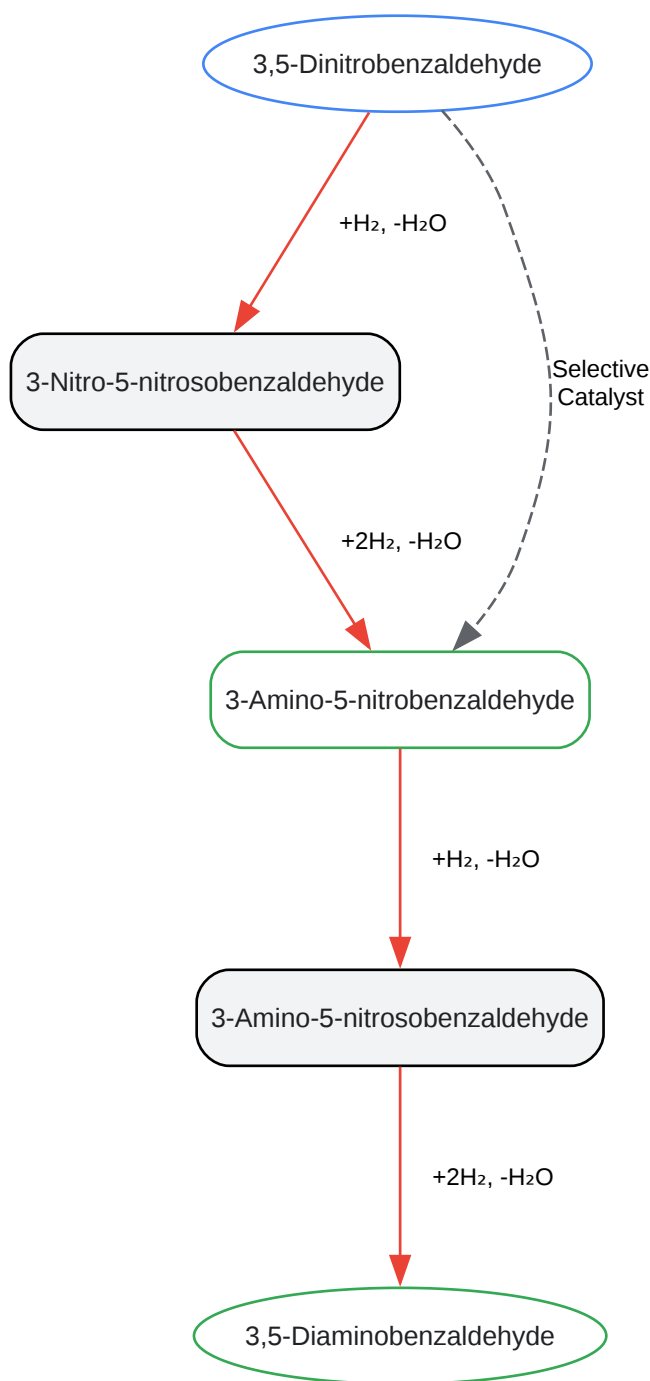 3,5-Dinitrobenzaldehyde
+H₂, -H₂O
3-Nitro-5-nitrosobenzaldehyde
Selective
Catalyst
+2H₂, -H₂O
3-Amino-5-nitrobenzaldehyde
+H₂, -H₂O
3-Amino-5-nitrosobenzaldehyde
+2H₂, -H₂O
3,5-Diaminobenzaldehyde